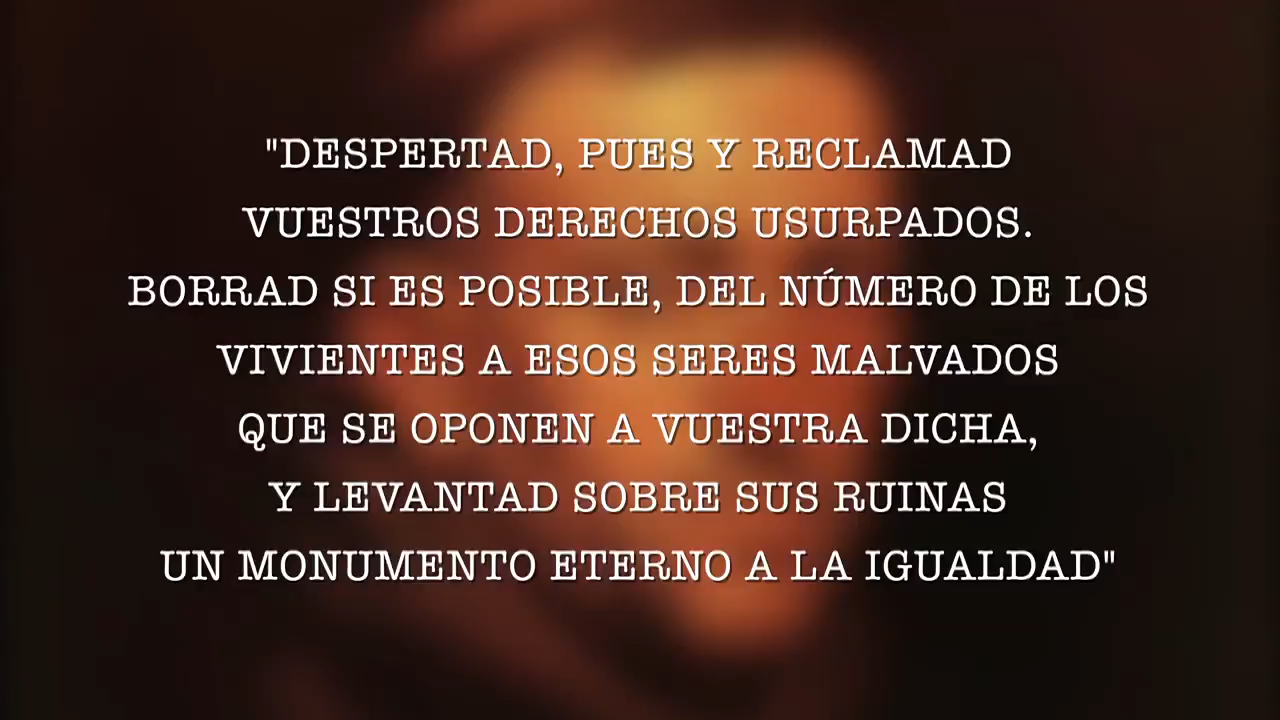 "DESPERTAD, PUES Y RECLAMAD
VUESTROS DERECHOS USURPADOS.
BORRAD SI ES POSIBLE, DEL NÚMERO DE LOS
VIVIENTES A ESOS SERES MALVADOS
QUE SE OPONEN A VUESTRA DICHA,
Y LEVANTAD SOBRE SUS RUINAS
UN MONUMENTO ETERNO A LA IGUALDAD"